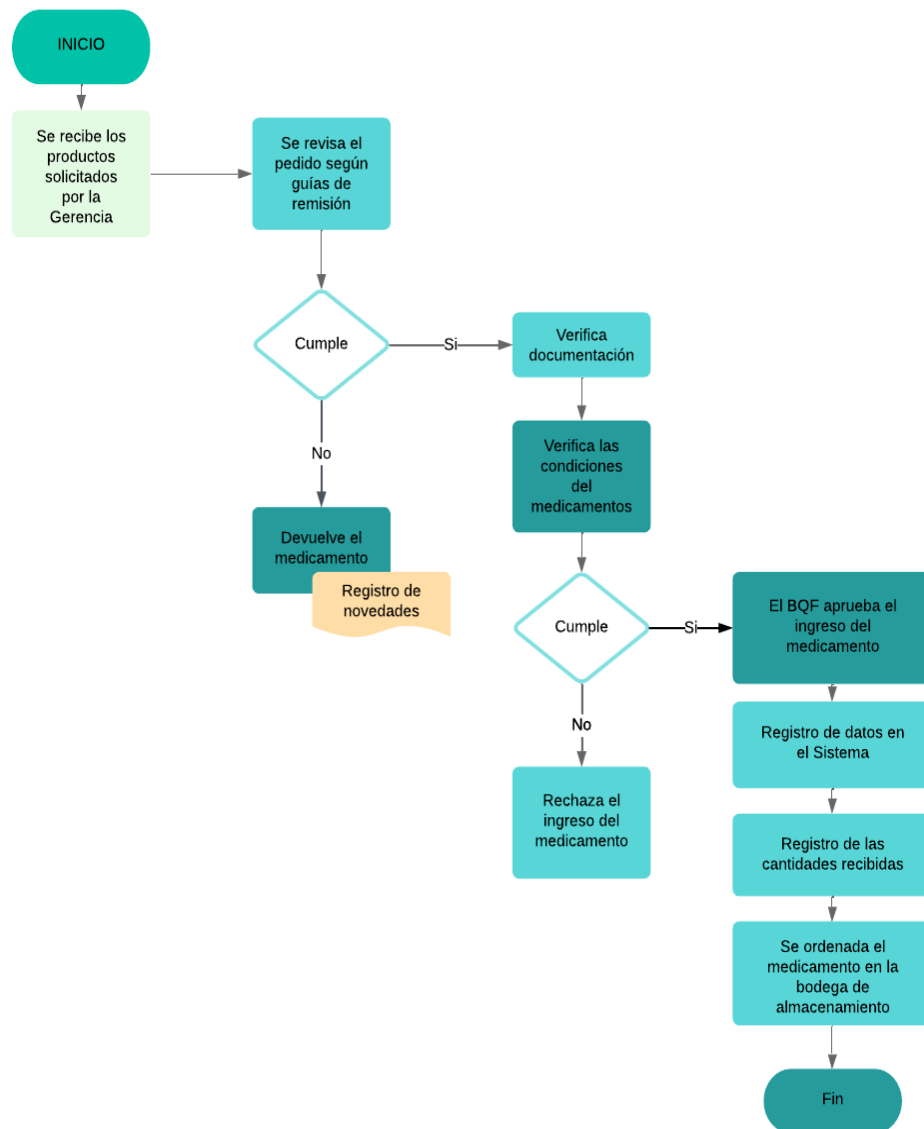 INICIO
Se recibe los
productos
solicitados
por la
Gerencia
Se revisa el
pedido según
guías de
remisión
Cumple
Si
Verifica
documentación
Verifica las
condiciones
del
medicamentos
No
Devuelve el
medicamento
Registro de
novedades
Cumple
Si
El BQF aprueba el
ingreso del
medicamento
No
Rechaza el
ingreso del
medicamento
Registro de datos en
el Sistema
Registro de las
cantidades recibidas
Se ordenada el
medicamento en la
bodega de
almacenamiento
Fin